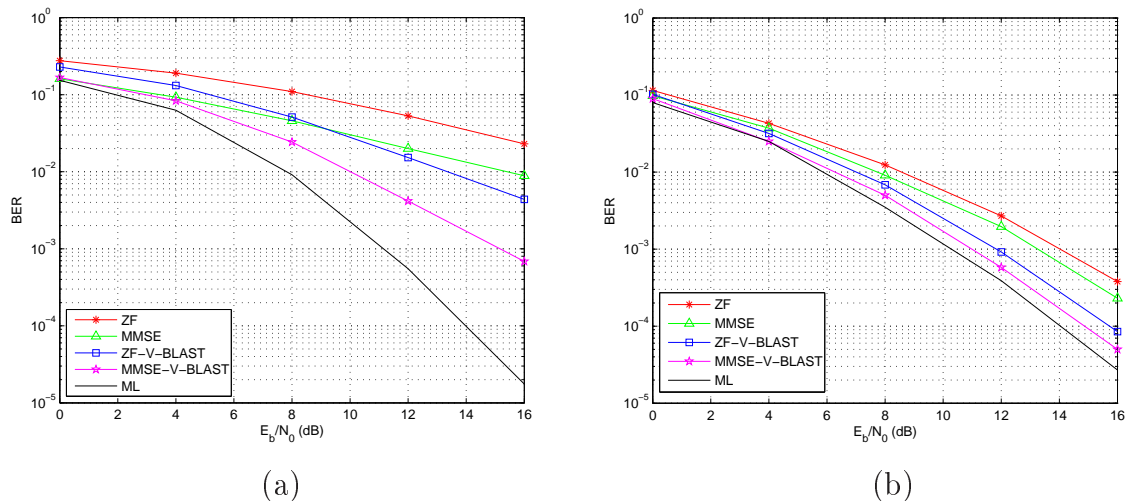 10^0
10^-1
10^-2
10^-3
10^-4
10^-5
BER
0 2 4 6 8 10 12 14 16
E_b/N_0 (dB)
ZF
MMSE
ZF-V-BLAST
MMSE-V-BLAST
ML
(a)
10^0
10^-1
10^-2
10^-3
10^-4
10^-5
BER
0 2 4 6 8 10 12 14 16
E_b/N_0 (dB)
ZF
MMSE
ZF-V-BLAST
MMSE-V-BLAST
ML
(b)